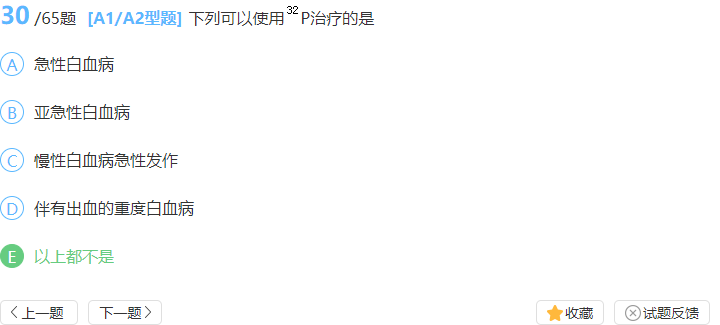 30 /65题 [A1/A2型题] 下列可以使用³²P治疗的是
A 急性白血病
B 亚急性白血病
C 慢性白血病急性发作
D 伴有出血的重度白血病
E 以上都不是
上一题 下一题 收藏 试题反馈